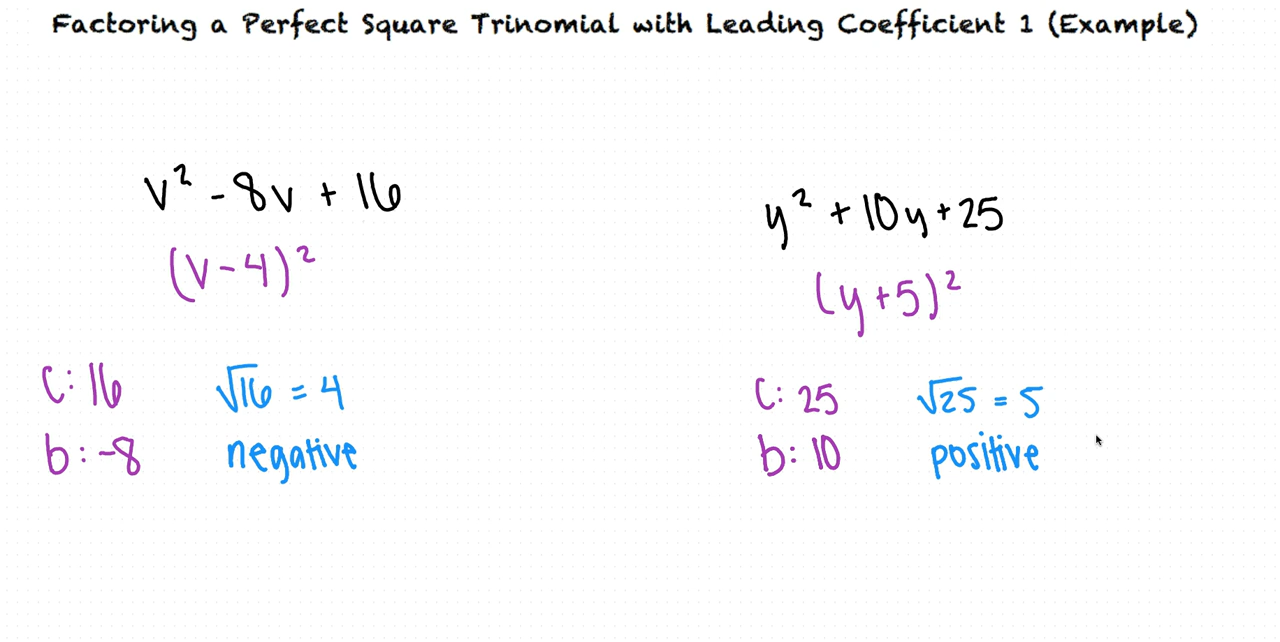 Factoring a Perfect Square Trinomial with Leading Coefficient 1 (Example)
v² - 8v + 16
(v - 4)²
c: 16 √16 = 4
b: -8 negative
y² + 10y + 25
(y + 5)²
c: 25 √25 = 5
b: 10 positive